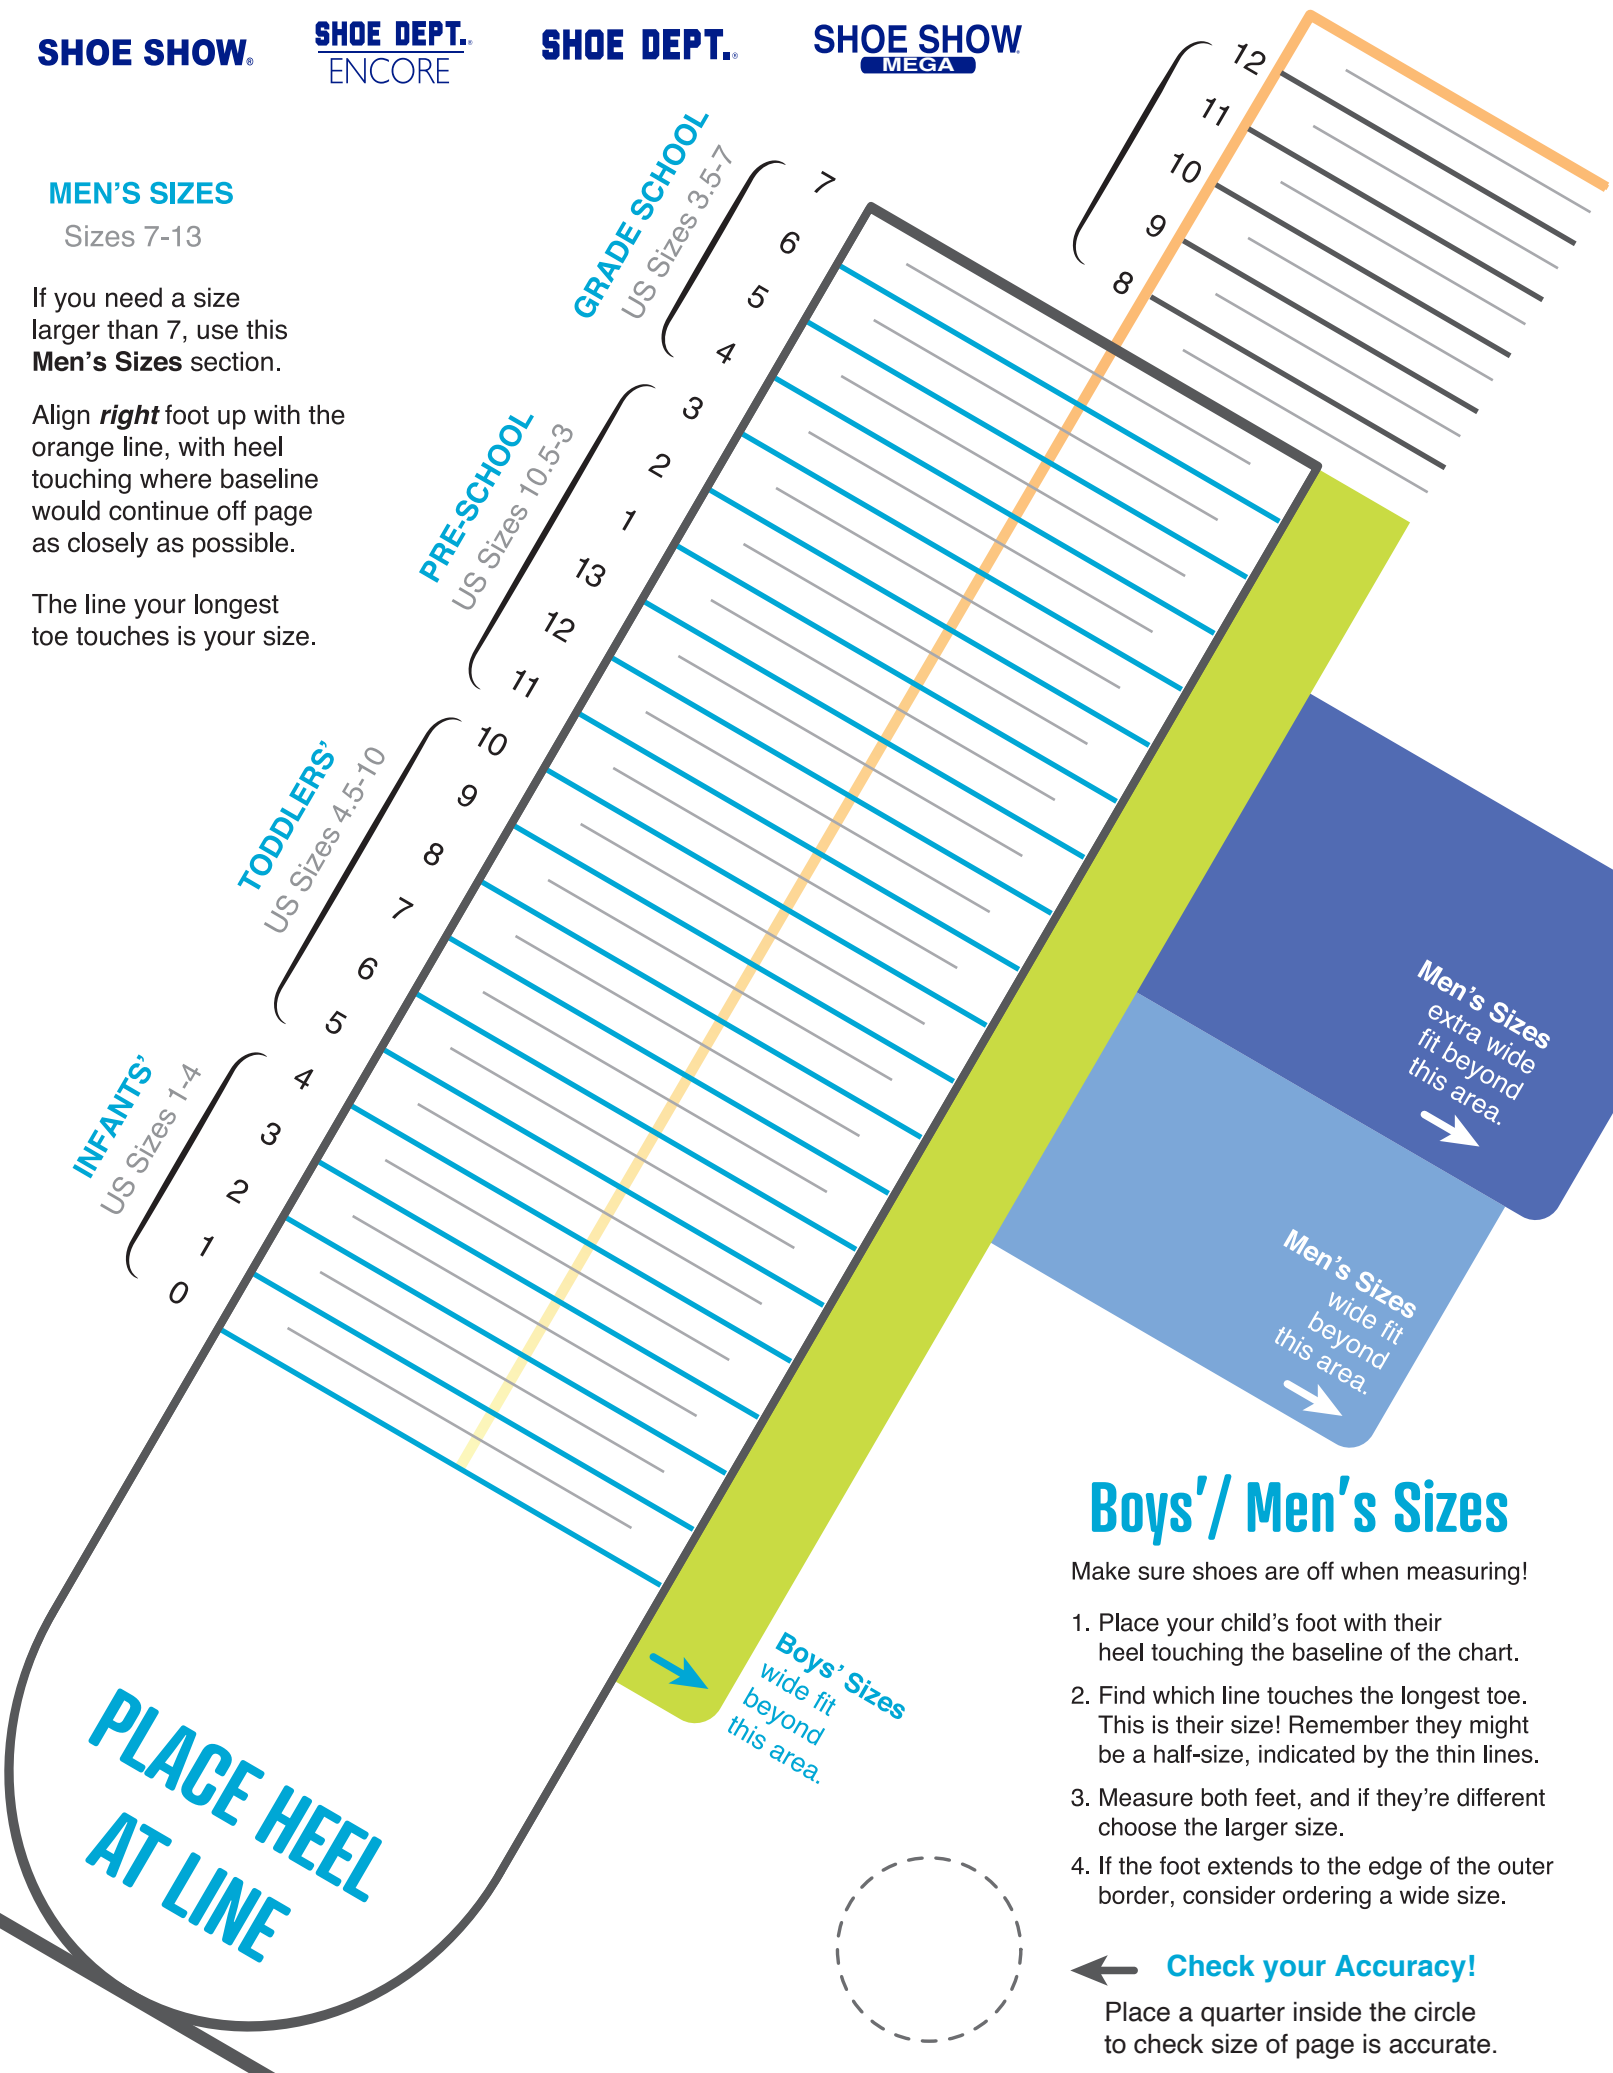 SHOE SHOW®
SHOE DEPT.®
ENCORE
SHOE DEPT.®
SHOE SHOW
MEGA
MEN'S SIZES
Sizes 7-13
If you need a size
larger than 7, use this
Men's Sizes section.
Align right foot up with the
orange line, with heel
touching where baseline
would continue off page
as closely as possible.
The line your longest
toe touches is your size.
12
11
10
9
8
GRADE SCHOOL
US Sizes 3.5-7
7
6
5
4
PRE-SCHOOL
US Sizes 10.5-3
3
2
1
13
12
11
TODDLERS'
US Sizes 4.5-10
10
9
8
7
6
5
INFANTS'
US Sizes 1-4
4
3
2
1
0
Men's Sizes
extra wide
fit beyond
this area.
Men's Sizes
wide fit
beyond
this area.
Boys' Sizes
wide fit
beyond
this area.
PLACE HEEL
AT LINE
Boys'/ Men's Sizes
Make sure shoes are off when measuring!
1. Place your child's foot with their
heel touching the baseline of the chart.
2. Find which line touches the longest toe.
This is their size! Remember they might
be a half-size, indicated by the thin lines.
3. Measure both feet, and if they're different
choose the larger size.
4. If the foot extends to the edge of the outer
border, consider ordering a wide size.
Check your Accuracy!
Place a quarter inside the circle
to check size of page is accurate.